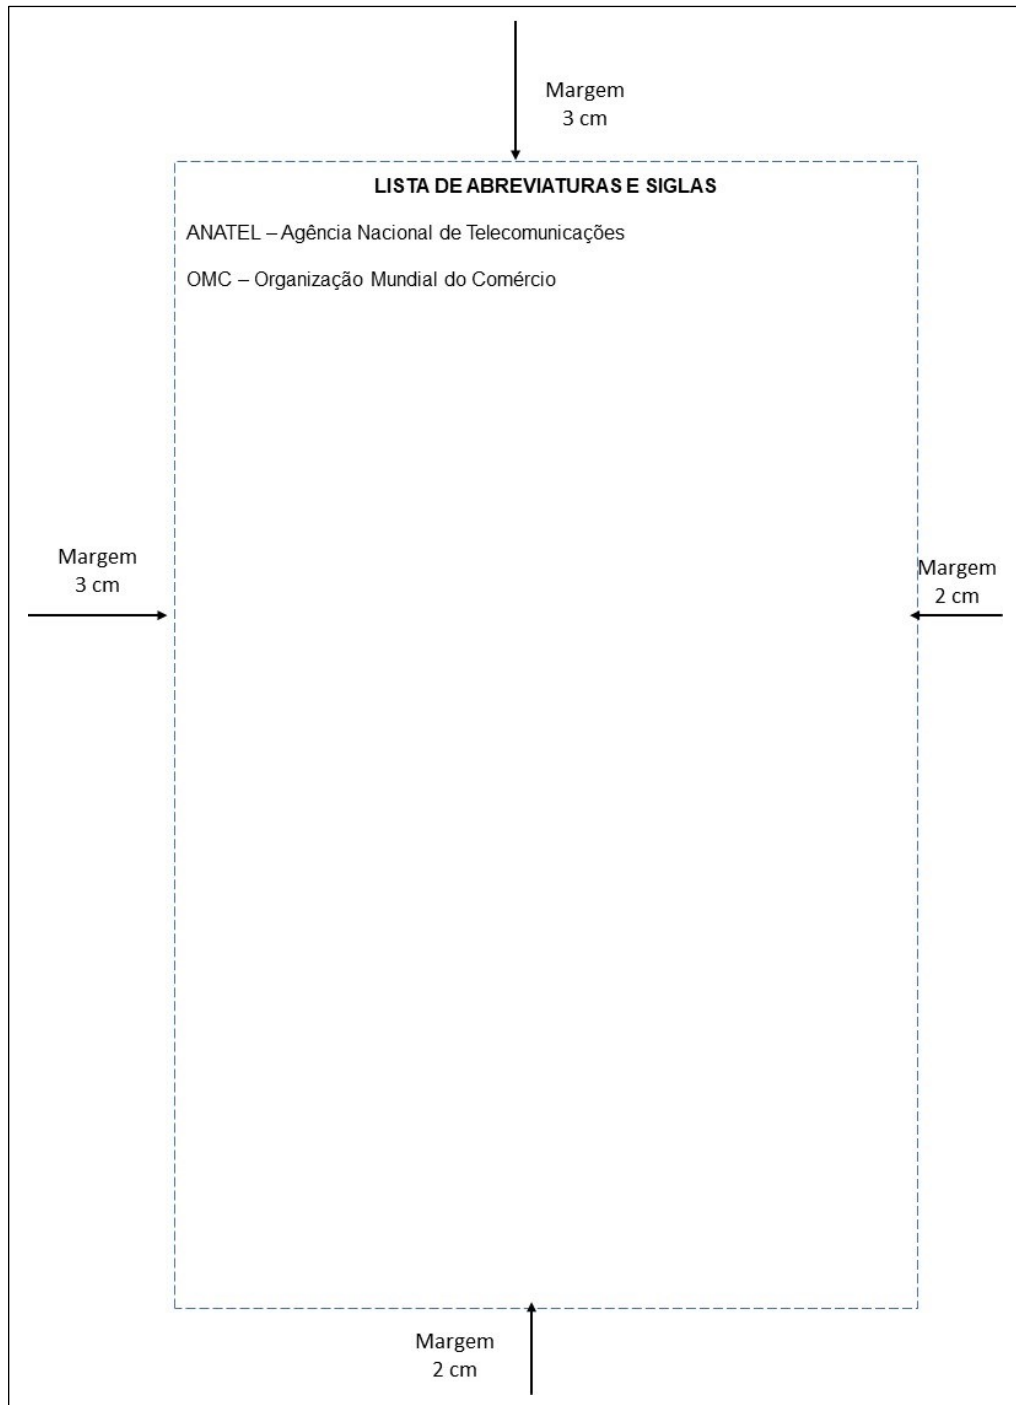 Margem
3 cm
LISTA DE ABREVIATURAS E SIGLAS
ANATEL – Agência Nacional de Telecomunicações
OMC – Organização Mundial do Comércio
Margem
3 cm
Margem
2 cm
Margem
2 cm